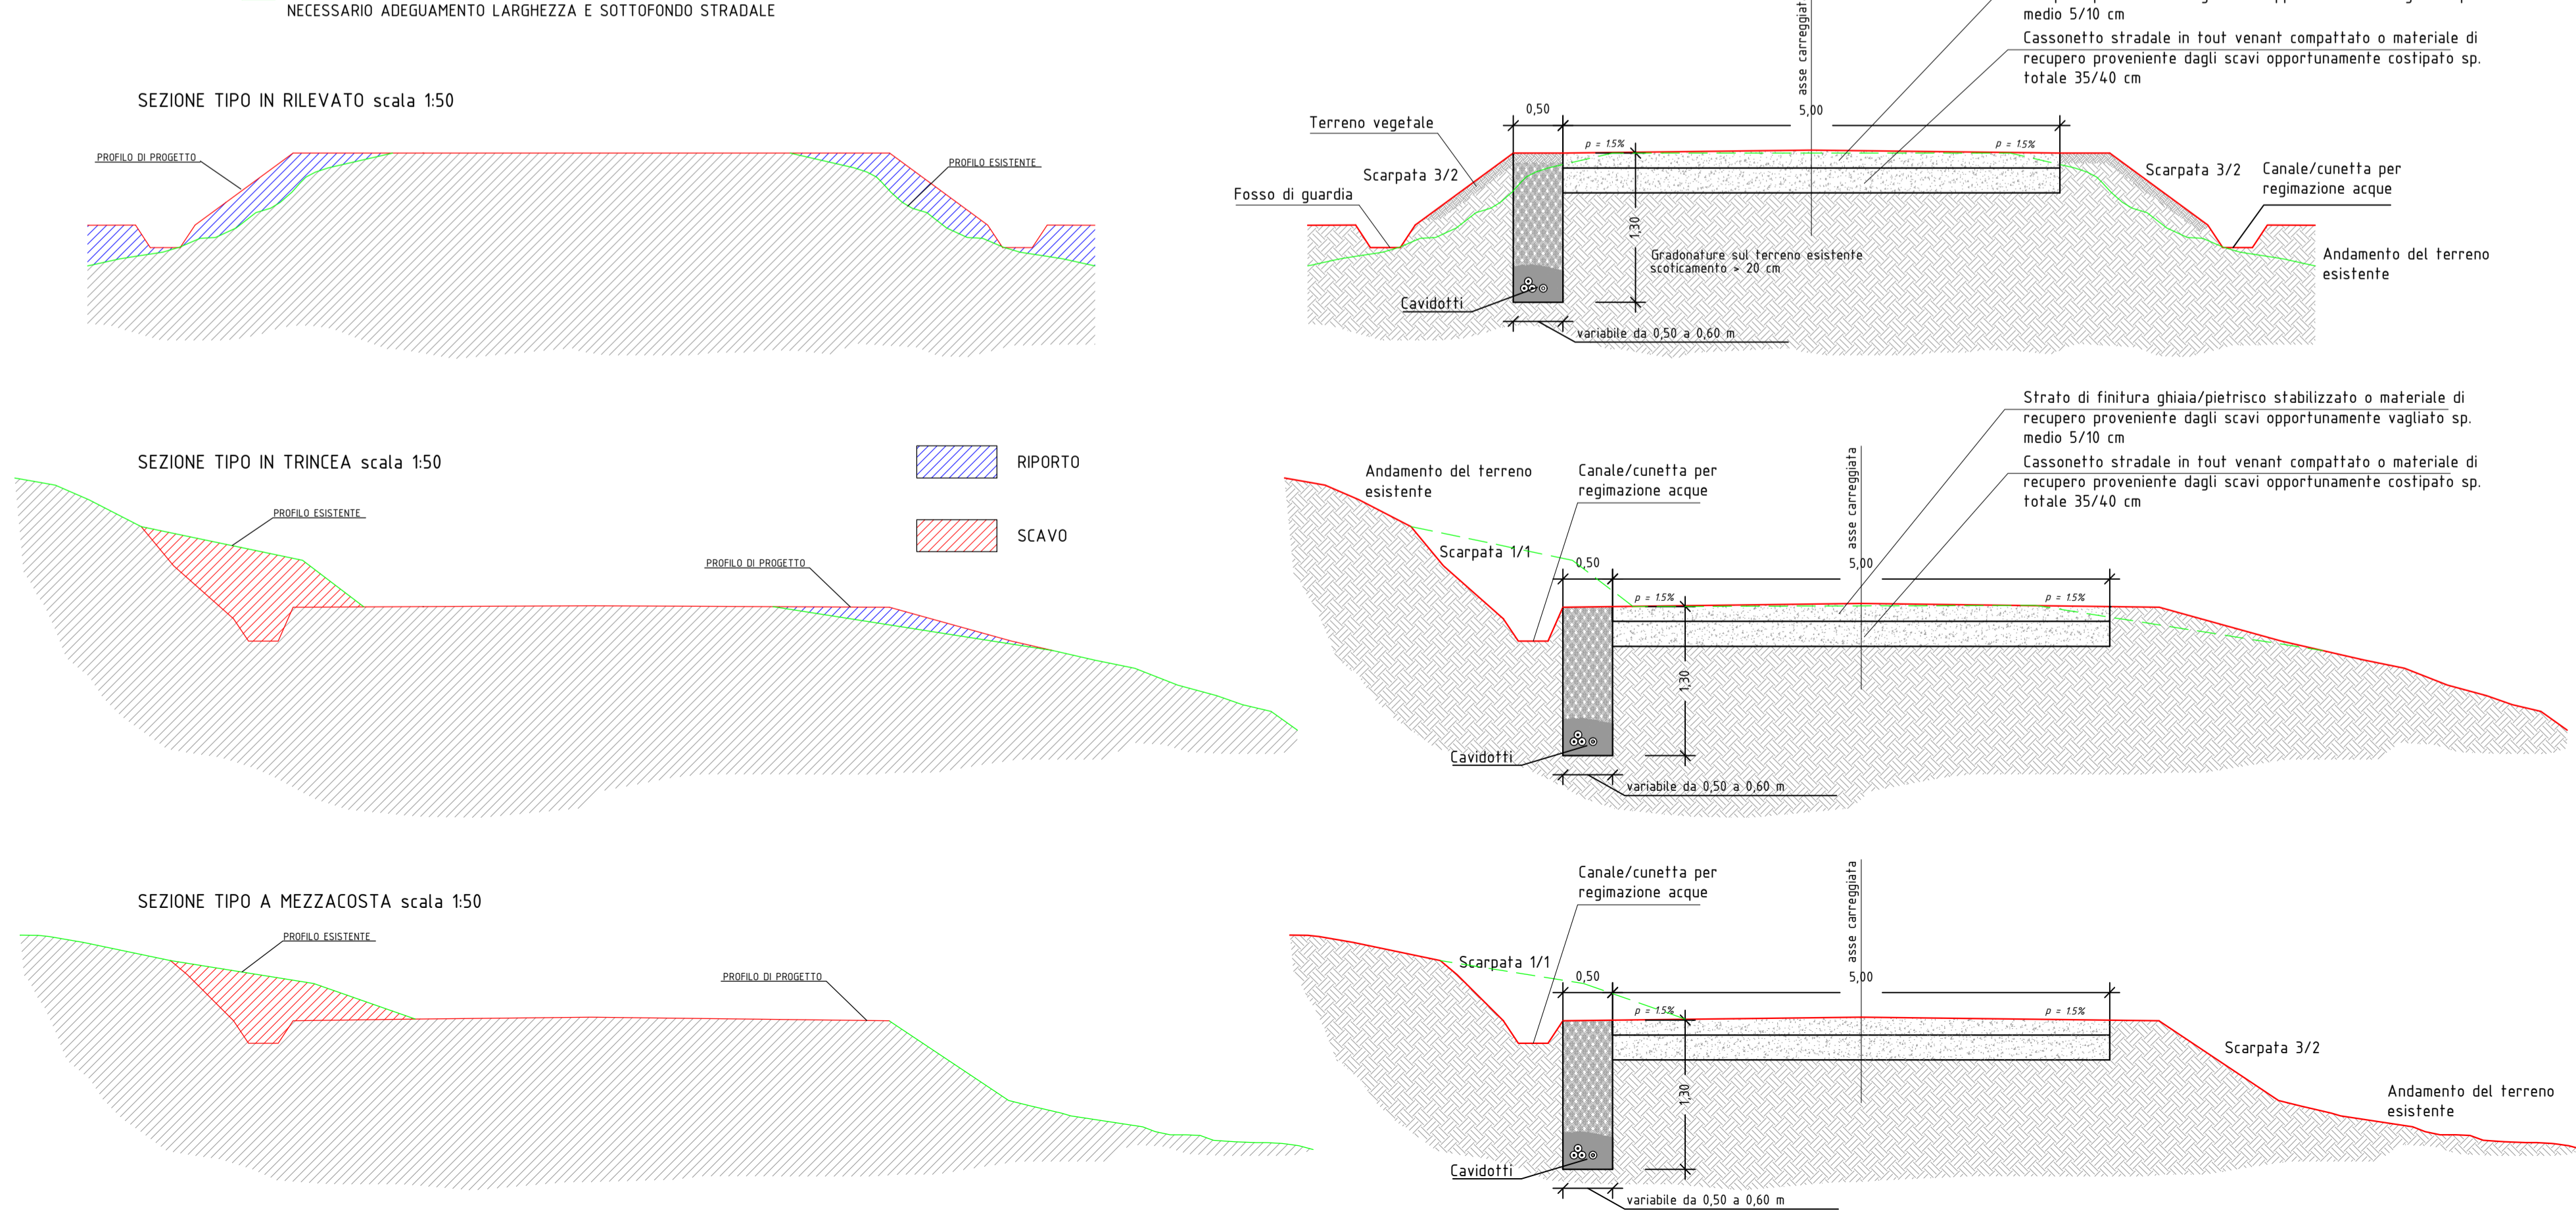 NECESSARIO ADEGUAMENTO LARGHEZZA E SOTTOFONDO STRADALE
SEZIONE TIPO IN RILEVATO scala 1:50
PROFILO DI PROGETTO
PROFILO ESISTENTE
medio 5/10 cm
Cassonetto stradale in tout venant compattato o materiale di
recupero proveniente dagli scavi opportunamente costipato sp.
totale 35/40 cm
asse carreggiata
0,50
5,00
Terreno vegetale
p = 1.5%
p = 1.5%
Scarpata 3/2
Scarpata 3/2
Canale/cunetta per
regimazione acque
Fosso di guardia
1,30
Gradonature sul terreno esistente
scoticamento > 20 cm
Andamento del terreno
esistente
Cavidotti
variabile da 0,50 a 0,60 m
SEZIONE TIPO IN TRINCEA scala 1:50
RIPORTO
SCAVO
PROFILO ESISTENTE
PROFILO DI PROGETTO
Strato di finitura ghiaia/pietrisco stabilizzato o materiale di
recupero proveniente dagli scavi opportunamente vagliato sp.
medio 5/10 cm
Cassonetto stradale in tout venant compattato o materiale di
recupero proveniente dagli scavi opportunamente costipato sp.
totale 35/40 cm
Andamento del terreno
esistente
Canale/cunetta per
regimazione acque
asse carreggiata
Scarpata 1/1
0,50
5,00
p = 1.5%
p = 1.5%
1,30
Cavidotti
variabile da 0,50 a 0,60 m
SEZIONE TIPO A MEZZACOSTA scala 1:50
PROFILO ESISTENTE
PROFILO DI PROGETTO
Canale/cunetta per
regimazione acque
asse carreggiata
Scarpata 1/1
0,50
5,00
p = 1.5%
p = 1.5%
Scarpata 3/2
1,30
Andamento del terreno
esistente
Cavidotti
variabile da 0,50 a 0,60 m